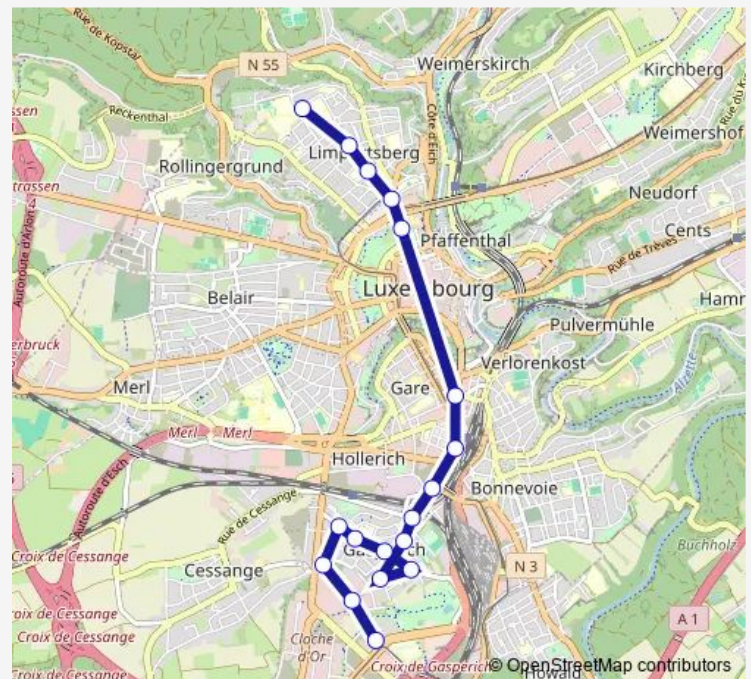 Rue de Kopstal
N 55
Weimerskirch
Kirchberg
Reckenthal
Côte d'Eich
Weimershof
Rollingergrund
Strassen
Neudorf
Pfaffenthal
Cents
Rue de Trèves
Autoroute d'Arlon
Belair
Luxembourg
Pulvermühle
Verlorenkost
Alzette
Merl
Gare
Merl
Merl
Hollerich
Autoroute d'Esch
Bonnevoie
Rue de Cessange
Croix de Cessange
Cessange
Buchholz
N 3
Croix de Cessange
Croix de Cessange
Cloche
d'Or
A 1
Croix de Gasperich
© OpenStreetMap contributors
Howald